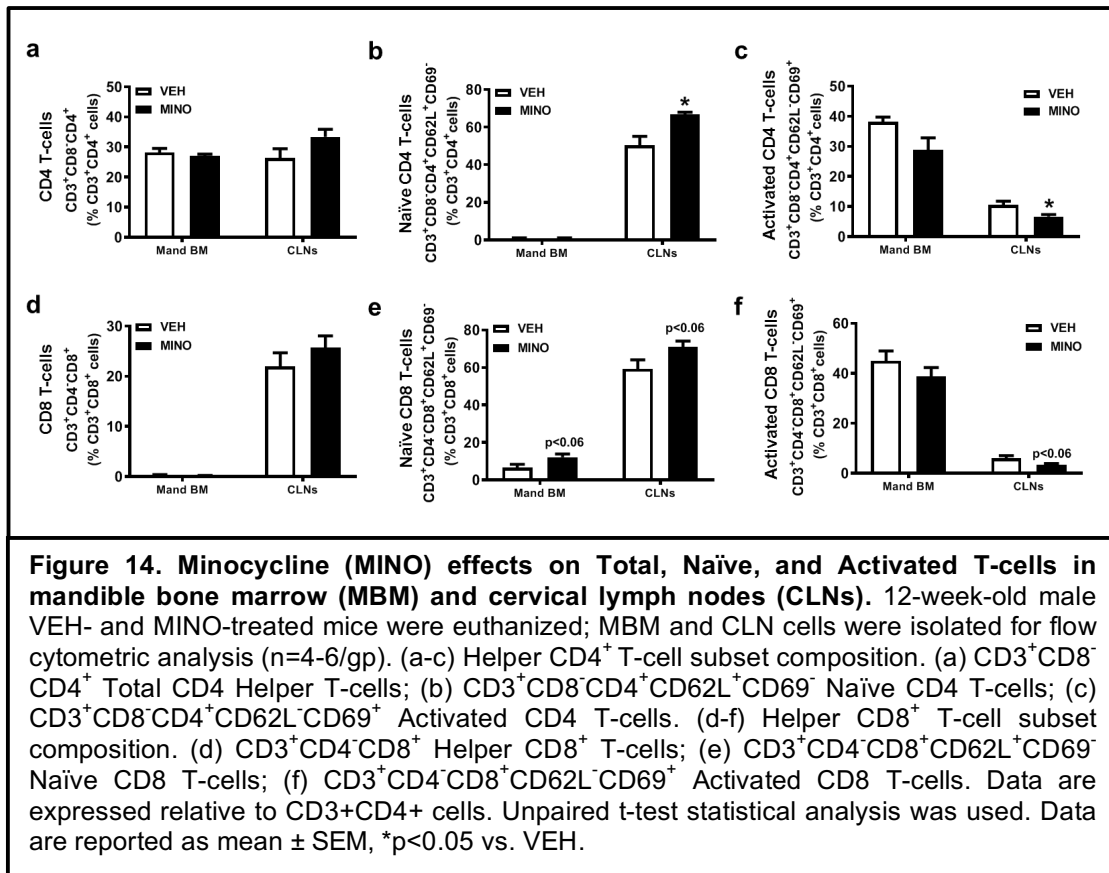 a
CD4 T-cells
CD3⁺CD8⁻CD4⁺
(% CD3⁺CD4⁺ cells)
50
40
30
20
10
0
VEH
MINO
Mand BM
CLNs
b
Naïve CD4 T-cells
CD3⁺CD8⁻CD4⁺CD62L⁺CD69⁻
(% CD3⁺CD4⁺ cells)
80
60
40
20
0
VEH
MINO
*
Mand BM
CLNs
c
Activated CD4 T-cells
CD3⁺CD8⁻CD4⁺CD62L⁻CD69⁺
(% CD3⁺CD4⁺ cells)
50
40
30
20
10
0
VEH
MINO
*
Mand BM
CLNs
d
CD8 T-cells
CD3⁺CD4⁻CD8⁺
(% CD3⁺CD8⁺ cells)
30
20
10
0
VEH
MINO
Mand BM
CLNs
e
Naïve CD8 T-cells
CD3⁺CD4⁻CD8⁺CD62L⁺CD69⁻
(% CD3⁺CD8⁺ cells)
80
60
40
20
0
VEH
MINO
p<0.06
p<0.06
Mand BM
CLNs
f
Activated CD8 T-cells
CD3⁺CD4⁻CD8⁺CD62L⁻CD69⁺
(% CD3⁺CD8⁺cells)
60
40
20
0
VEH
MINO
p<0.06
Mand BM
CLNs
Figure 14. Minocycline (MINO) effects on Total, Naïve, and Activated T-cells in
mandible bone marrow (MBM) and cervical lymph nodes (CLNs). 12-week-old male
VEH- and MINO-treated mice were euthanized; MBM and CLN cells were isolated for flow
cytometric analysis (n=4-6/gp). (a-c) Helper CD4⁺ T-cell subset composition. (a) CD3⁺CD8⁻
CD4⁺ Total CD4 Helper T-cells; (b) CD3⁺CD8⁻CD4⁺CD62L⁺CD69⁻ Naïve CD4 T-cells; (c)
CD3⁺CD8⁻CD4⁺CD62L⁻CD69⁺ Activated CD4 T-cells. (d-f) Helper CD8⁺ T-cell subset
composition. (d) CD3⁺CD4⁻CD8⁺ Helper CD8⁺ T-cells; (e) CD3⁺CD4⁻CD8⁺CD62L⁺CD69⁻
Naïve CD8 T-cells; (f) CD3⁺CD4⁻CD8⁺CD62L⁻CD69⁺ Activated CD8 T-cells. Data are
expressed relative to CD3+CD4+ cells. Unpaired t-test statistical analysis was used. Data
are reported as mean ± SEM, *p<0.05 vs. VEH.